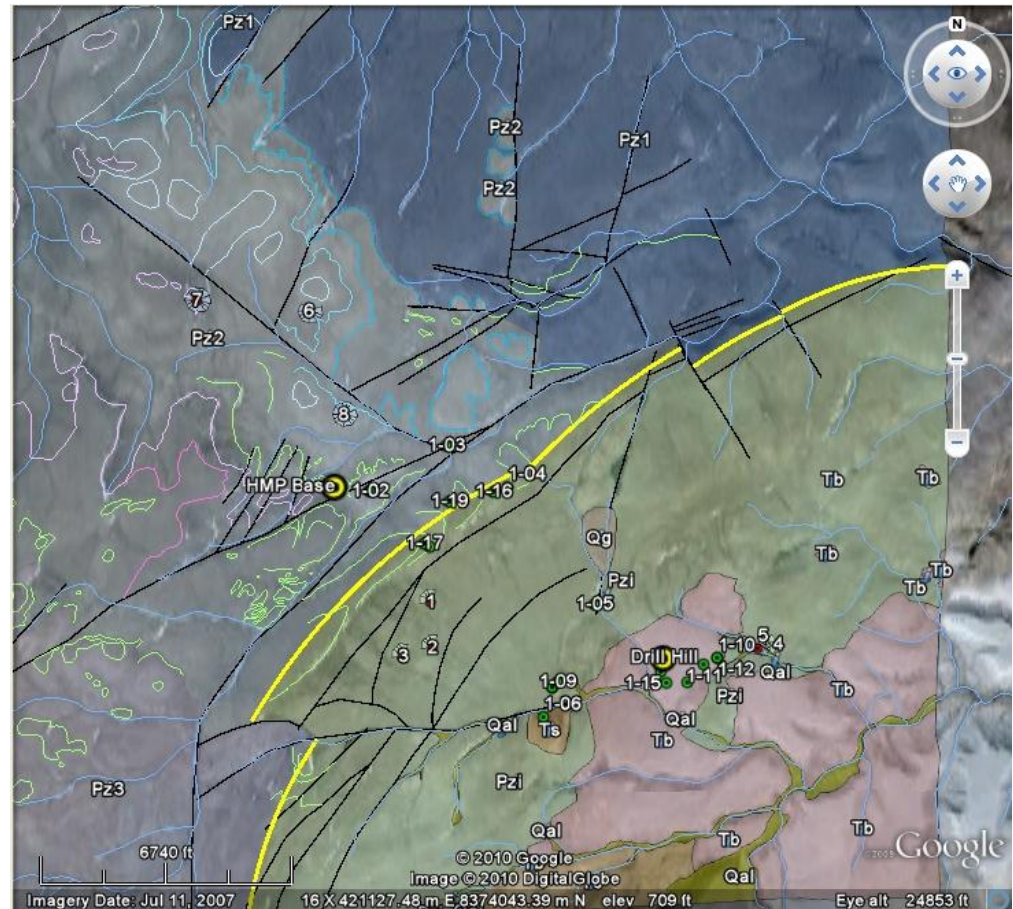 Pz1
N
Pz2
Pz1
Pz2
7
6
Pz2
8
1-03
1-04
HMP Base
1-02
1-16
1-19
Tb
Tb
1-17
Qg
Tb
Tb
Pzi
Tb
1
1-05
2
3
5
1-10
4
Drill Hill
1-12
Qal
1-11
1-15
Pzi
1-09
Tb
1-06
Qal
Qal
Ts
Tb
Pz3
Pzi
Qal
Tb
Tb
6740 ft
© 2010 Google
Image © 2010 DigitalGlobe
Qal
©2009 Google
Imagery Date: Jul 11, 2007
16 X 421127.48 m E 8374043.39 m N
elev 709 ft
Eye alt 24853 ft